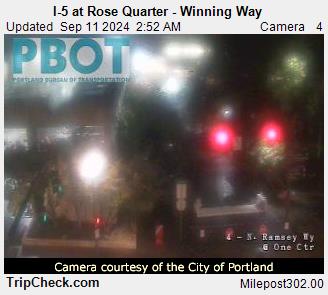 I-5 at Rose Quarter - Winning Way
Updated Sep 11 2024 2:52 AM Camera 4
PBOT
PORTLAND BUREAU OF TRANSPORTATION
4 - N. Ramsey Wy
@ One Ctr
Camera courtesy of the City of Portland
TripCheck.com Milepost302.00